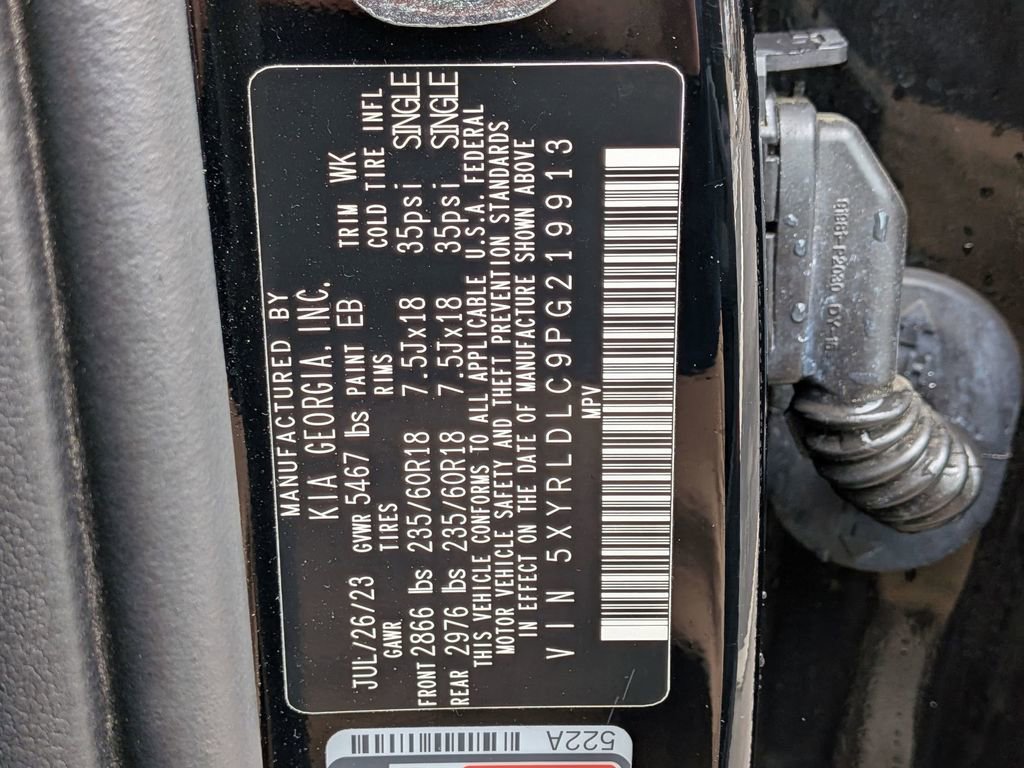 MANUFACTURED BY
KIA GEORGIA. INC.
JUL/26/23 GVWR 5467 lbs PAINT EB TRIM WK
GAWR TIRES RIMS COLD TIRE INFL
FRONT 2866 lbs 235/60R18 7.5Jx18 35psi SINGLE
REAR 2976 lbs 235/60R18 7.5Jx18 35psi SINGLE
THIS VEHICLE CONFORMS TO ALL APPLICABLE U.S.A. FEDERAL
MOTOR VEHICLE SAFETY AND THEFT PREVENTION STANDARDS
IN EFFECT ON THE DATE OF MANUFACTURE SHOWN ABOVE
VIN 5XYRLDLC9PG219913
MPV
522A